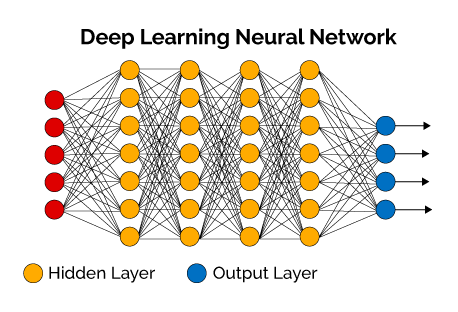 Deep Learning Neural Network
Hidden Layer
Output Layer